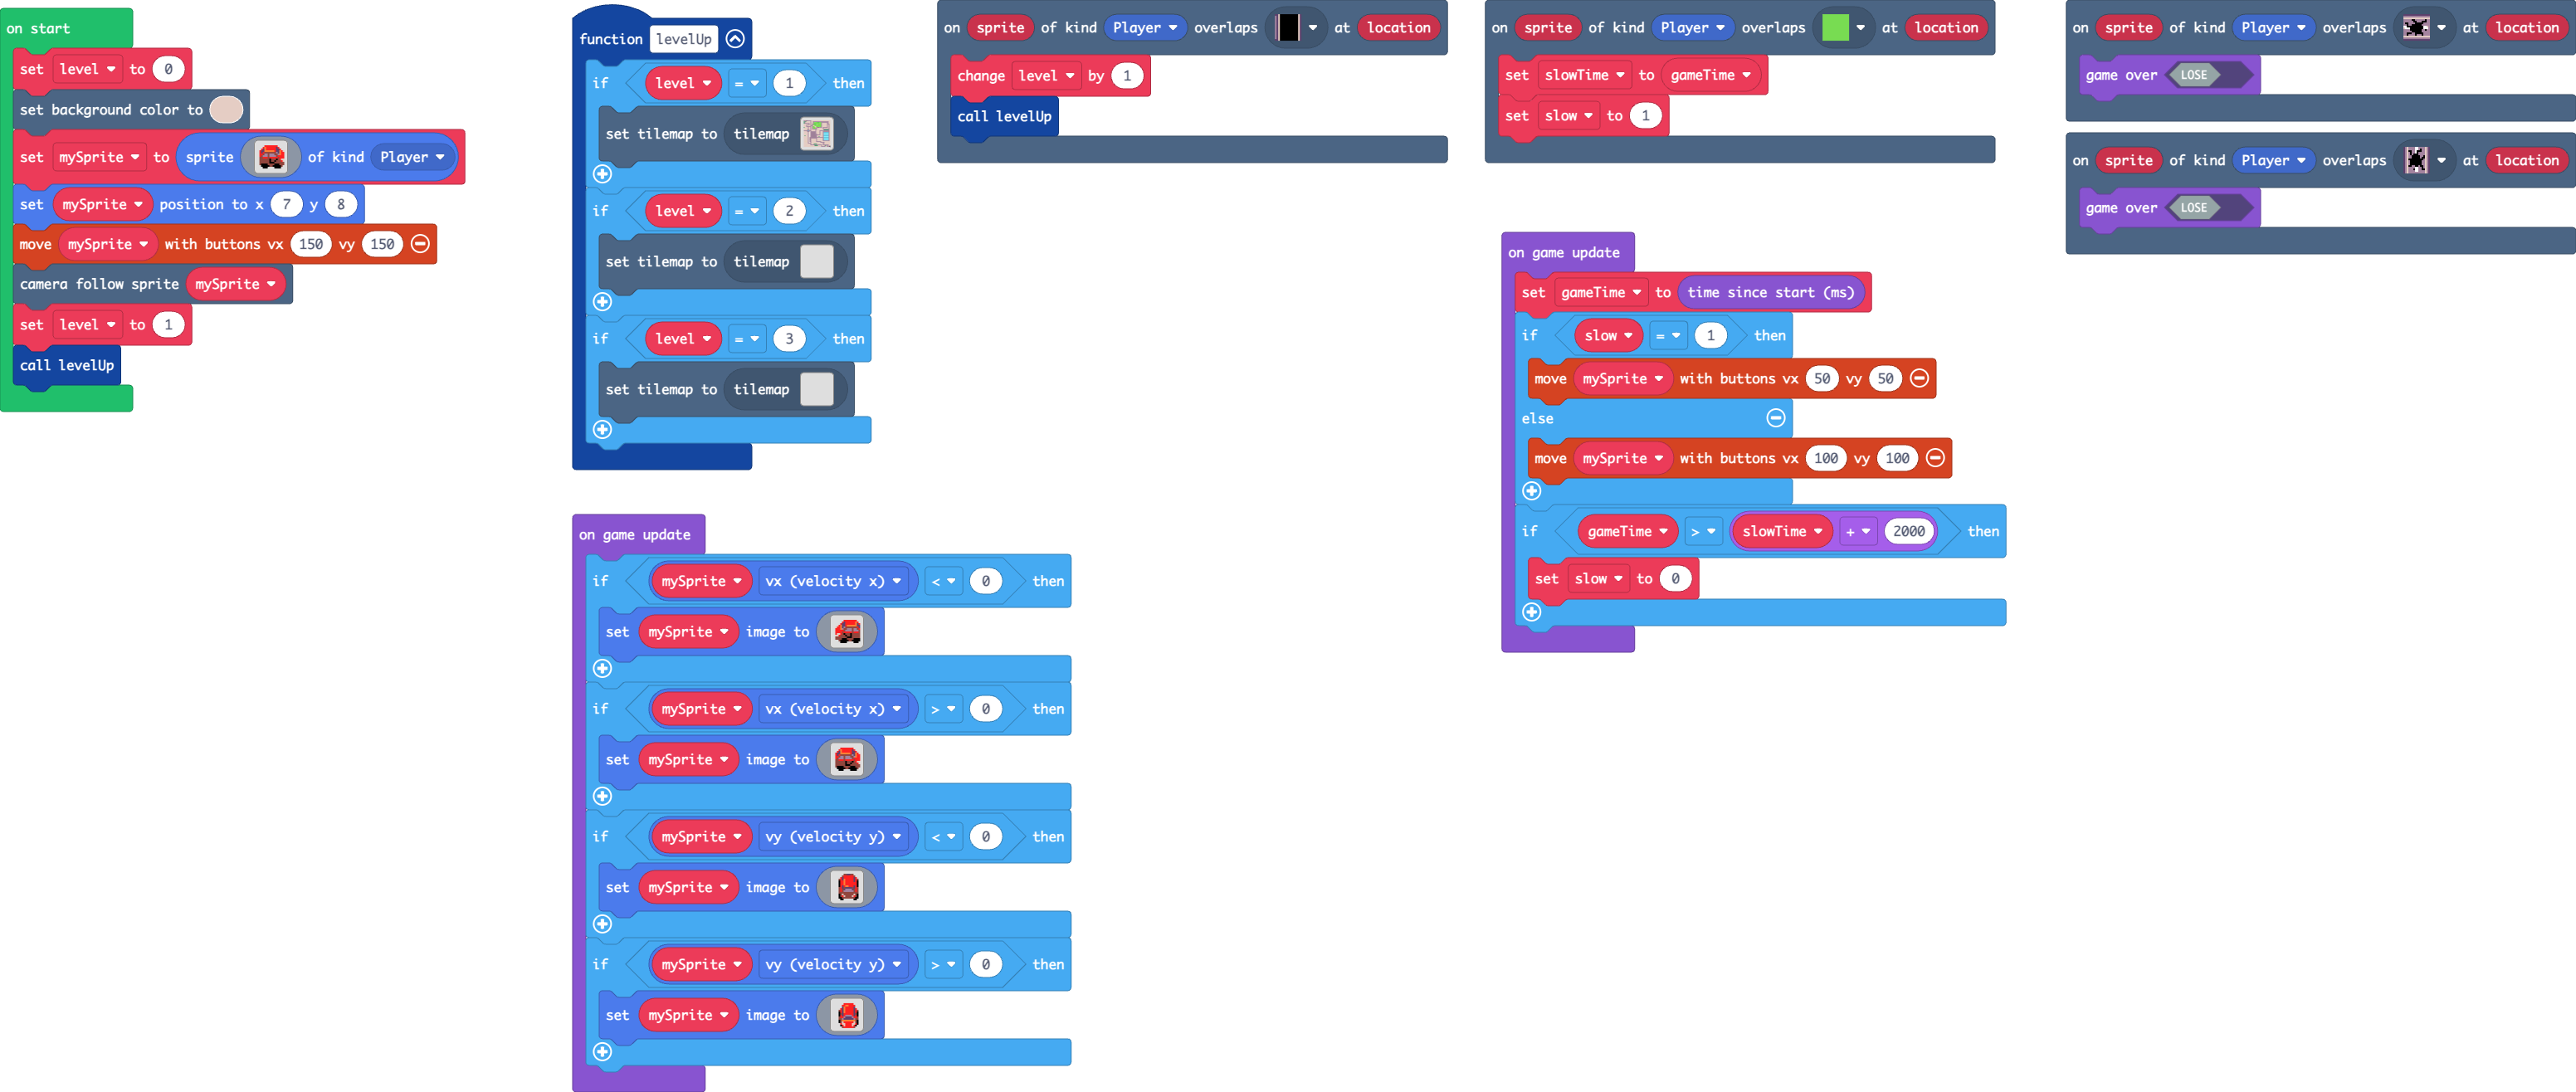 on start
set level to 0
set background color to
set mySprite to sprite of kind Player
set mySprite position to x 7 y 8
move mySprite with buttons vx 150 vy 150
camera follow sprite mySprite
set level to 1
call levelUp
function levelUp
if level = 1 then
set tilemap to tilemap
if level = 2 then
set tilemap to tilemap
if level = 3 then
set tilemap to tilemap
on game update
if mySprite vx (velocity x) < 0 then
set mySprite image to
if mySprite vx (velocity x) > 0 then
set mySprite image to
if mySprite vy (velocity y) < 0 then
set mySprite image to
if mySprite vy (velocity y) > 0 then
set mySprite image to
on sprite of kind Player overlaps at location
change level by 1
call levelUp
on sprite of kind Player overlaps at location
set slowTime to gameTime
set slow to 1
on game update
set gameTime to time since start (ms)
if slow = 1 then
move mySprite with buttons vx 50 vy 50
else
move mySprite with buttons vx 100 vy 100
if gameTime > slowTime + 2000 then
set slow to 0
on sprite of kind Player overlaps at location
game over LOSE
on sprite of kind Player overlaps at location
game over LOSE